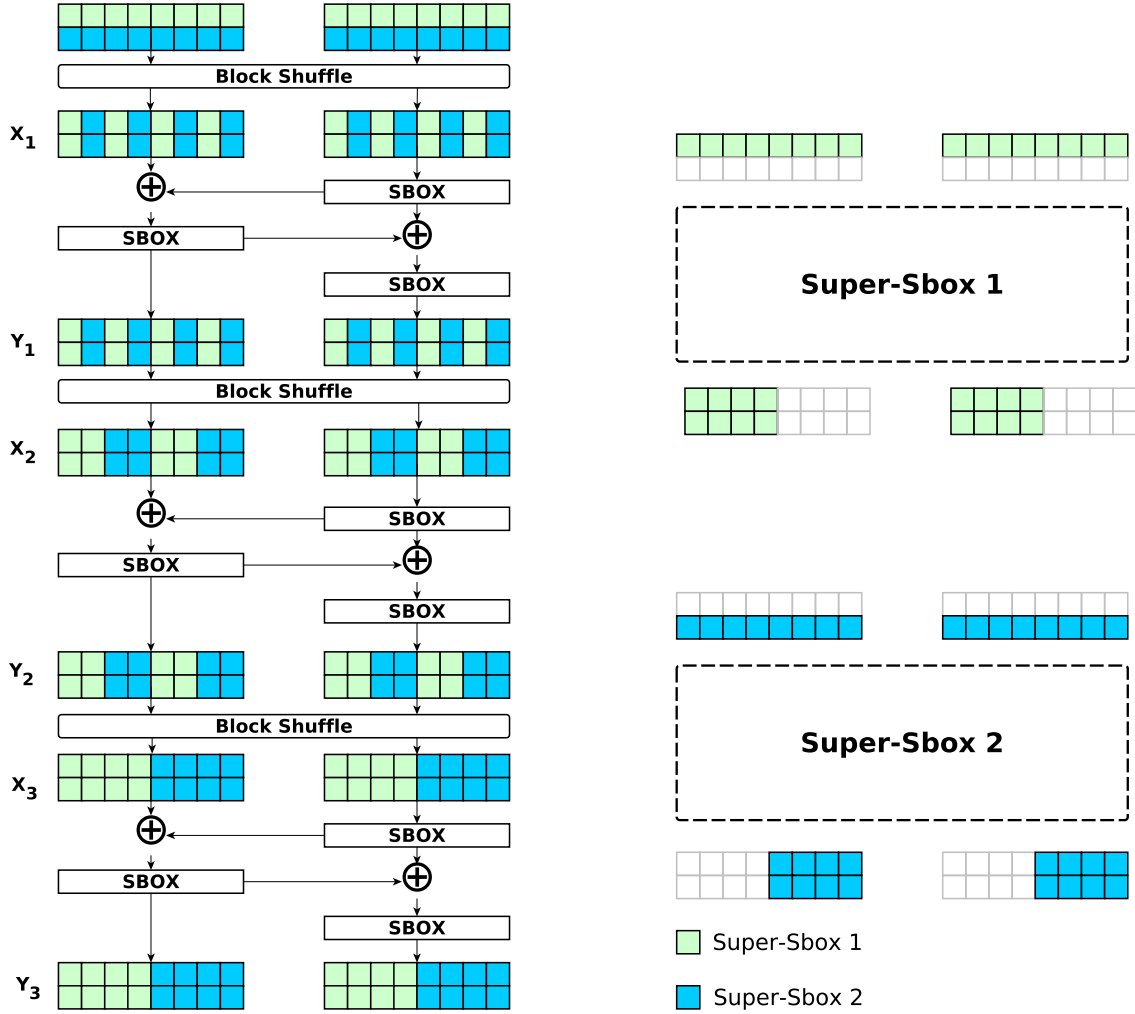 Block Shuffle
X1
SBOX
SBOX
SBOX
Y1
Block Shuffle
X2
SBOX
SBOX
SBOX
Y2
Block Shuffle
X3
SBOX
SBOX
SBOX
Y3
Super-Sbox 1
Super-Sbox 2
Super-Sbox 1
Super-Sbox 2